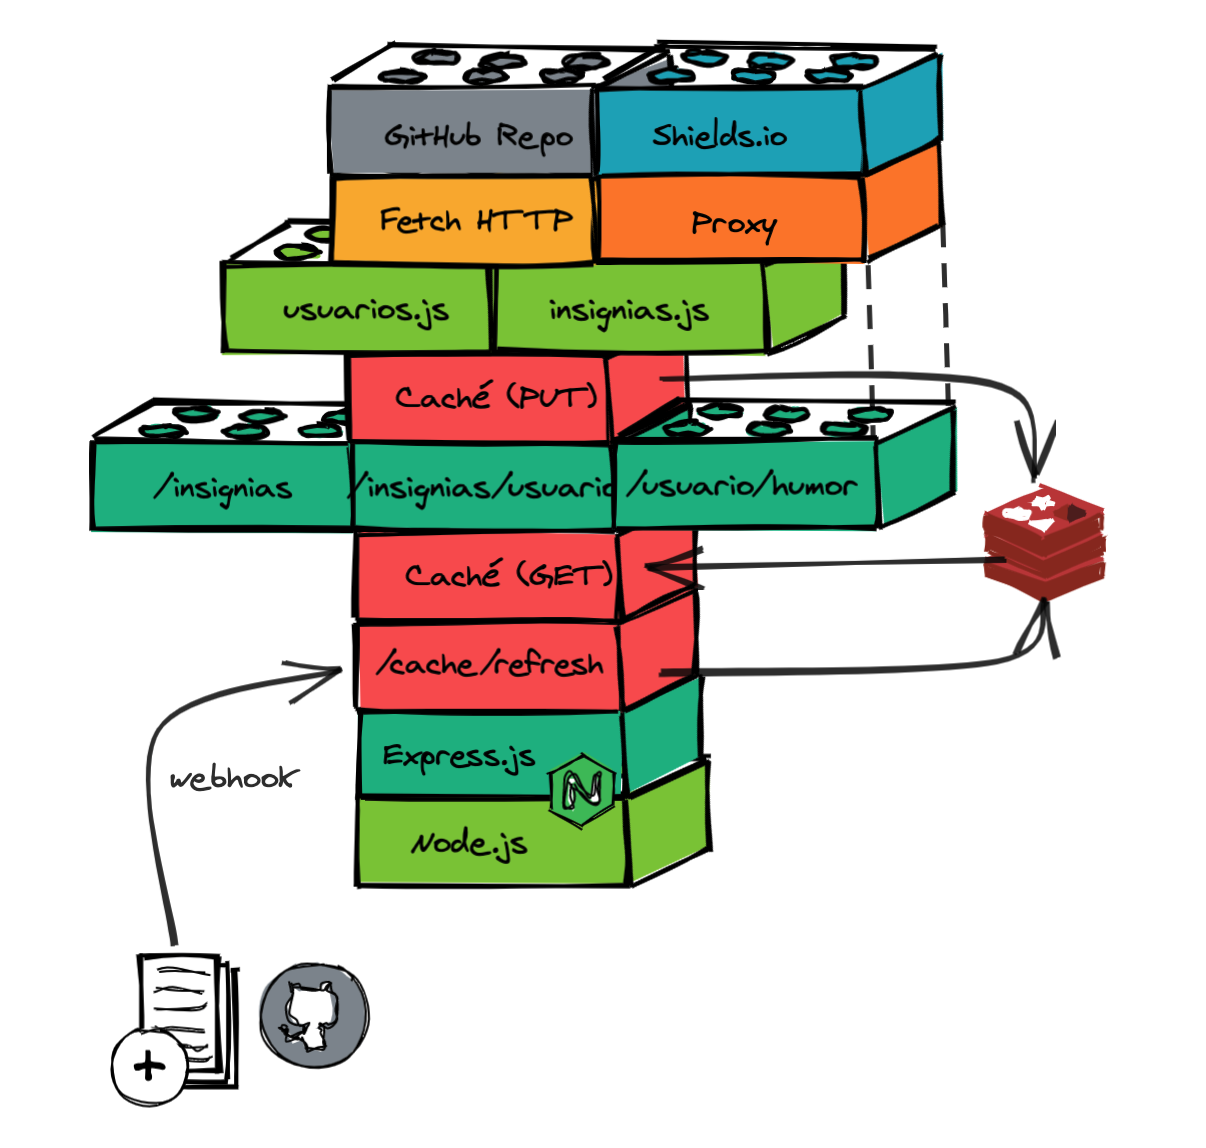 GitHub Repo
Shields.io
Fetch HTTP
Proxy
usuarios.js
insignias.js
Caché (PUT)
/insignias
/insignias/usuario
/usuario/humor
Caché (GET)
/cache/refresh
Express.js
N
webhook
Node.js
+